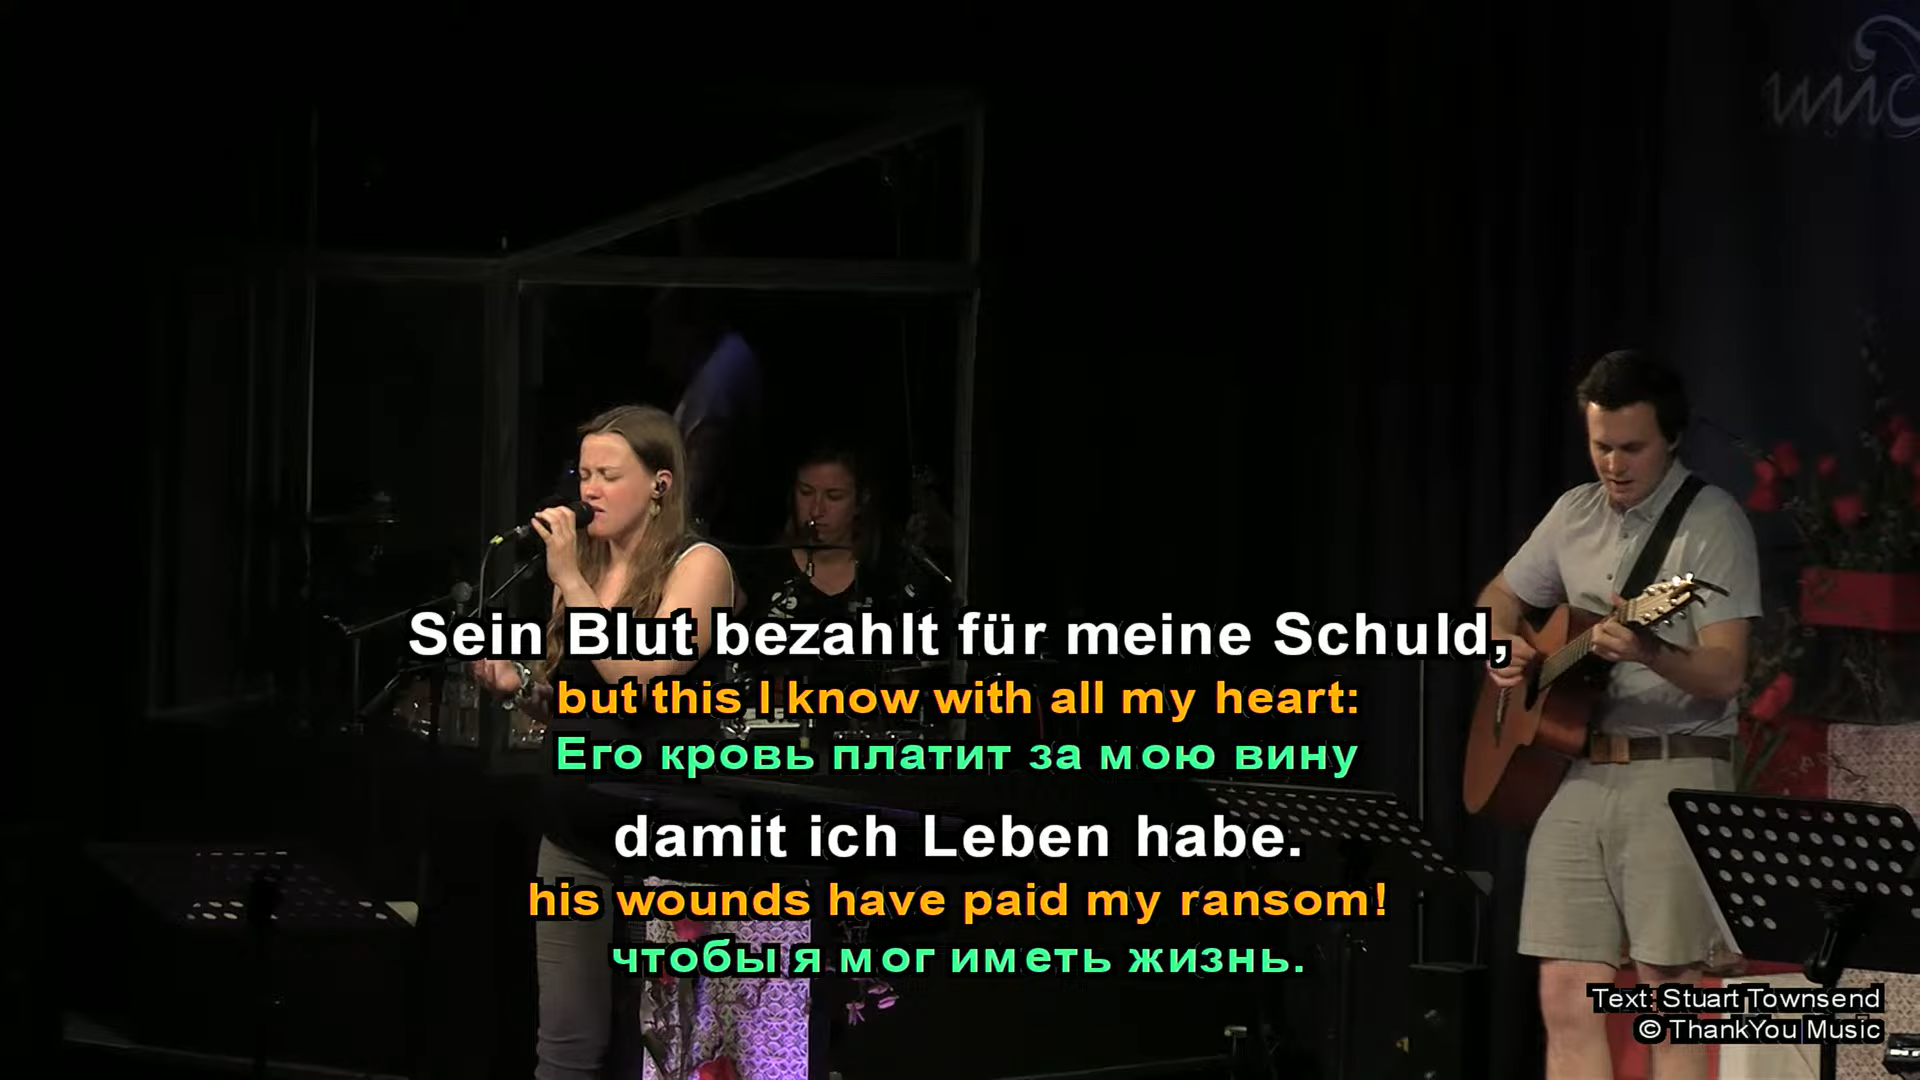 Sein Blut bezahlt für meine Schuld,
but this I know with all my heart:
Его кровь платит за мою вину
damit ich Leben habe.
his wounds have paid my ransom!
чтобы я мог иметь жизнь.
Text: Stuart Townsend
© ThankYou Music